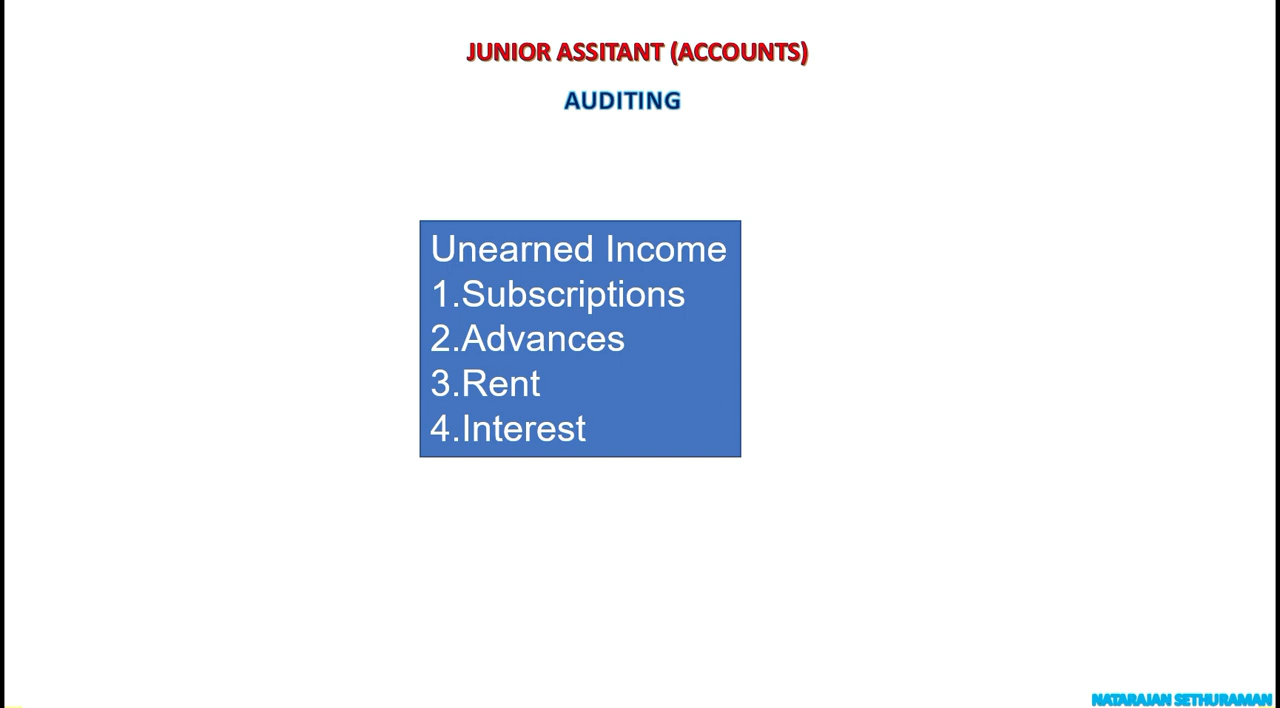 JUNIOR ASSITANT (ACCOUNTS)
AUDITING
Unearned Income
1.Subscriptions
2.Advances
3.Rent
4.Interest
NATARAJAN SETHURAMAN